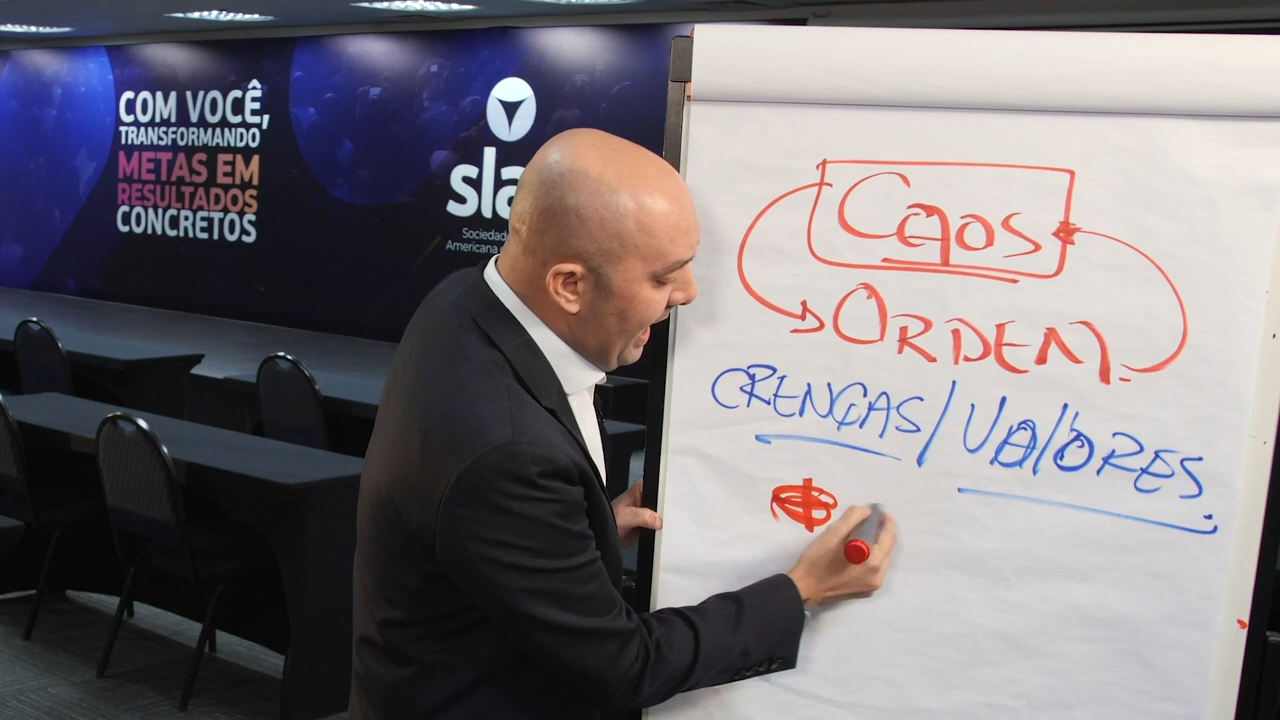 COM VOCÊ,
TRANSFORMANDO
METAS EM
RESULTADOS
CONCRETOS
sla
Sociedade
Americana
Caos
ORDEM.
CRENÇAS/VALORES.